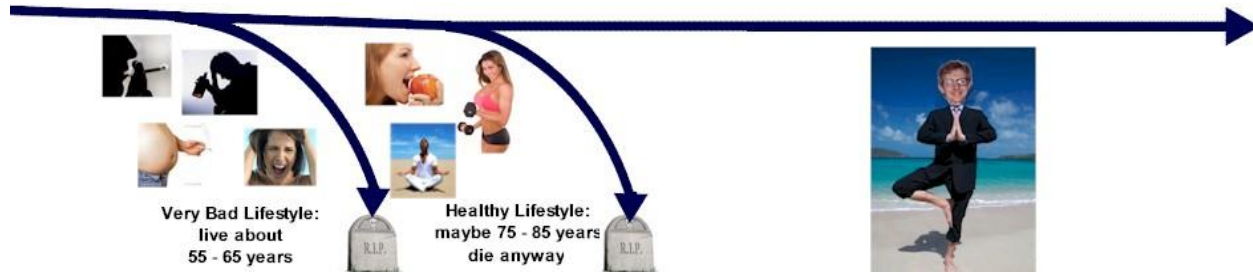 Very Bad Lifestyle:
live about
55 - 65 years
R.I.P.
Healthy Lifestyle:
maybe 75 - 85 years
die anyway
R.I.P.